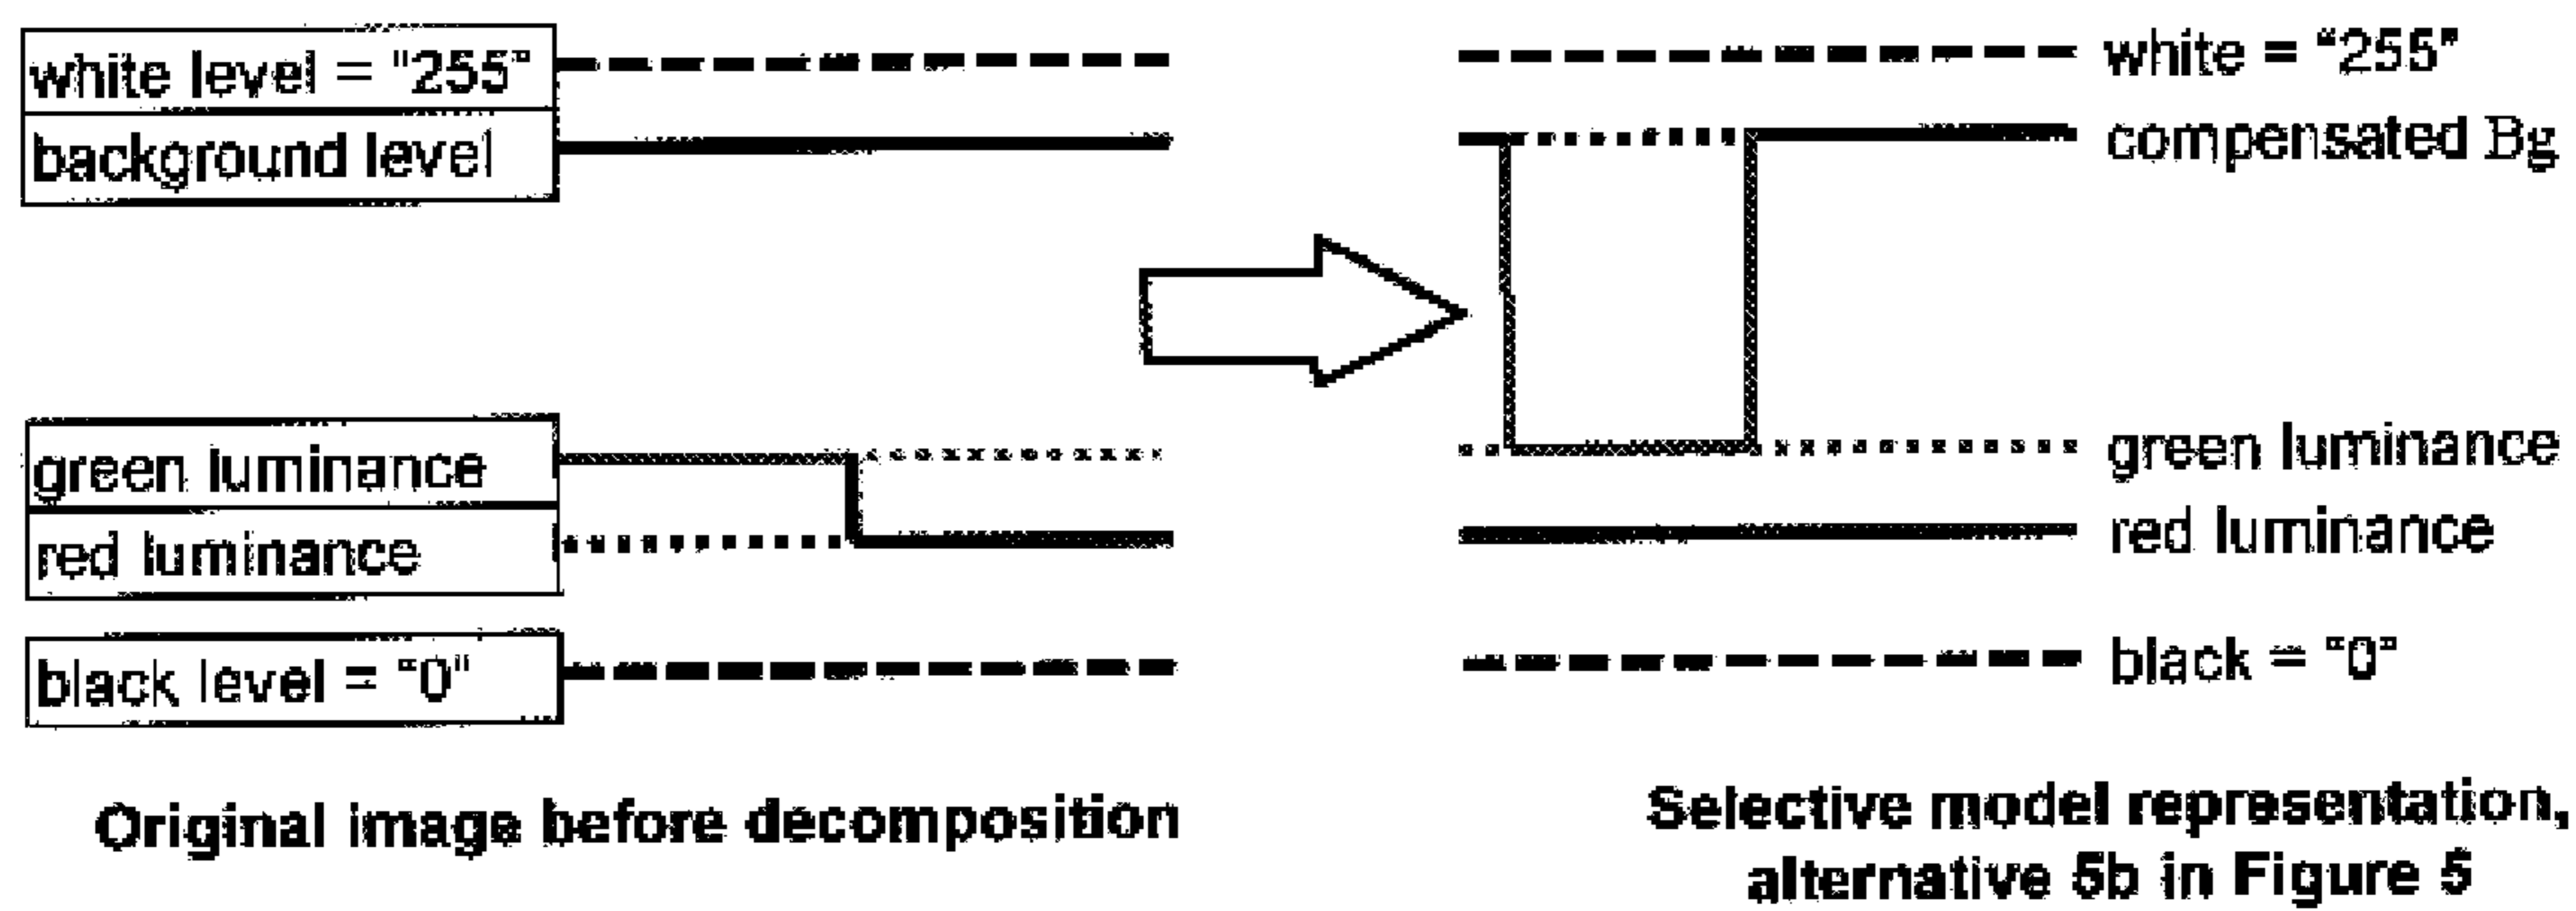 white level = "255"
background level
green luminance
red luminance
black level = "0"
Original image before decomposition
white = "255"
compensated Bg
green luminance
red luminance
black = "0"
Selective model representation,
alternative 5b in Figure 5